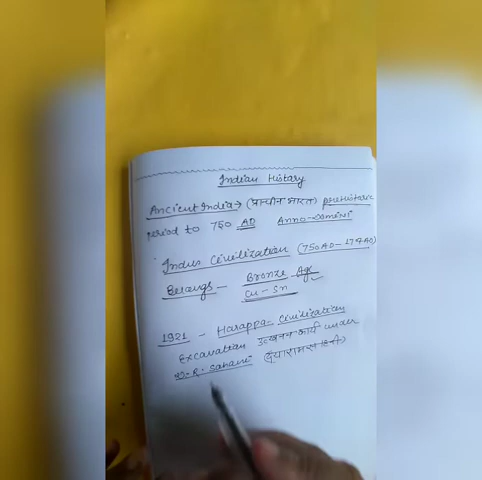 Indian History
Ancient India → (प्राचीन भारत) prehistoric
period to 750 AD Anno-Domini
Indus Civilization (750AD-
Belongs - Bronze Age
Cu-Sn
1921 - Harappa Civilization
Excavation उत्खनन कार्य under
D. R. Sahani (दयाराम साहनी)